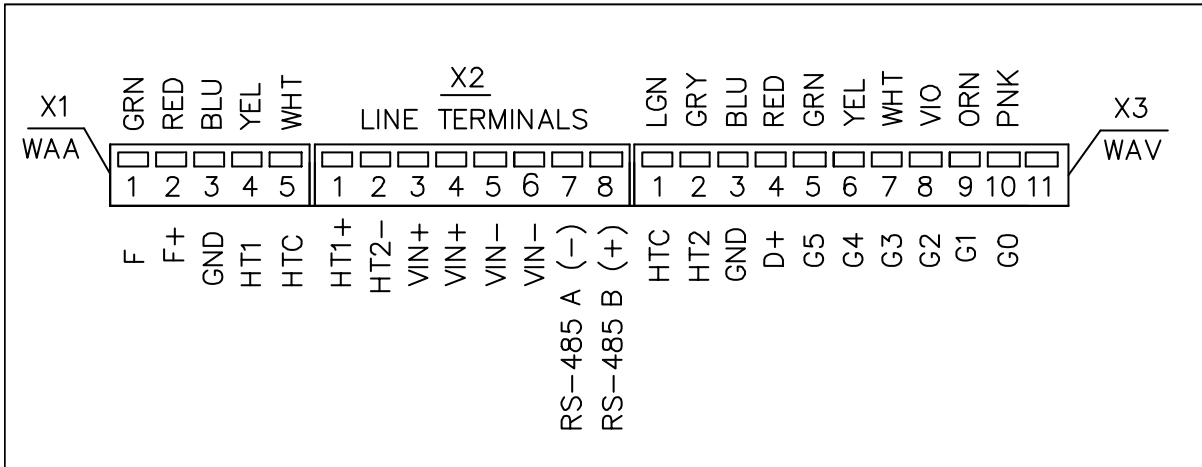 GRN RED BLU YEL WHT
X2
LINE TERMINALS
LGN GRY BLU RED GRN YEL WHT VIO ORN PNK
X1
WAA
X3
WAV
1 2 3 4 5 1 2 3 4 5 6 7 8 1 2 3 4 5 6 7 8 9 10 11
F F+ GND HT1 HTC
HT1+ HT2- VIN+ VIN+ VIN- VIN- RS-485 A (-) RS-485 B (+)
HTC HT2 GND D+ G5 G4 G3 G2 G1 G0